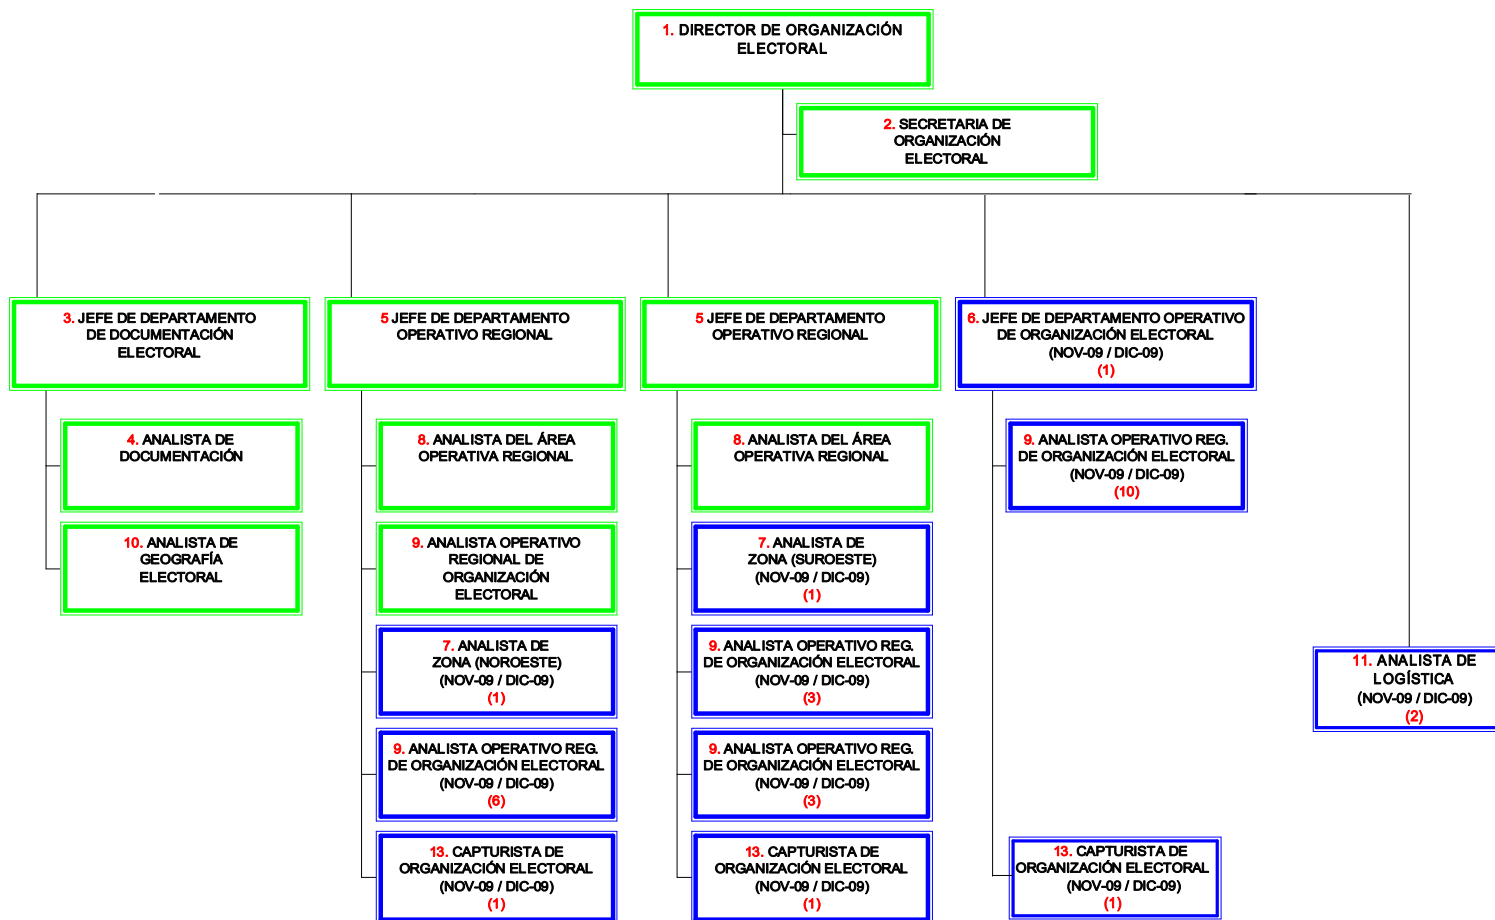 1. DIRECTOR DE ORGANIZACIÓN
ELECTORAL
2. SECRETARIA DE
ORGANIZACIÓN
ELECTORAL
3. JEFE DE DEPARTAMENTO
DE DOCUMENTACIÓN
ELECTORAL
4. ANALISTA DE
DOCUMENTACIÓN
10. ANALISTA DE
GEOGRAFÍA
ELECTORAL
5 JEFE DE DEPARTAMENTO
OPERATIVO REGIONAL
8. ANALISTA DEL ÁREA
OPERATIVA REGIONAL
9. ANALISTA OPERATIVO
REGIONAL DE
ORGANIZACIÓN
ELECTORAL
7. ANALISTA DE
ZONA (NOROESTE)
(NOV-09 / DIC-09)
(1)
9. ANALISTA OPERATIVO REG.
DE ORGANIZACIÓN ELECTORAL
(NOV-09 / DIC-09)
(6)
13. CAPTURISTA DE
ORGANIZACIÓN ELECTORAL
(NOV-09 / DIC-09)
(1)
5 JEFE DE DEPARTAMENTO
OPERATIVO REGIONAL
8. ANALISTA DEL ÁREA
OPERATIVA REGIONAL
7. ANALISTA DE
ZONA (SUROESTE)
(NOV-09 / DIC-09)
(1)
9. ANALISTA OPERATIVO REG.
DE ORGANIZACIÓN ELECTORAL
(NOV-09 / DIC-09)
(3)
9. ANALISTA OPERATIVO REG.
DE ORGANIZACIÓN ELECTORAL
(NOV-09 / DIC-09)
(3)
13. CAPTURISTA DE
ORGANIZACIÓN ELECTORAL
(NOV-09 / DIC-09)
(1)
6. JEFE DE DEPARTAMENTO OPERATIVO
DE ORGANIZACIÓN ELECTORAL
(NOV-09 / DIC-09)
(1)
9. ANALISTA OPERATIVO REG.
DE ORGANIZACIÓN ELECTORAL
(NOV-09 / DIC-09)
(10)
13. CAPTURISTA DE
ORGANIZACIÓN ELECTORAL
(NOV-09 / DIC-09)
(1)
11. ANALISTA DE
LOGÍSTICA
(NOV-09 / DIC-09)
(2)